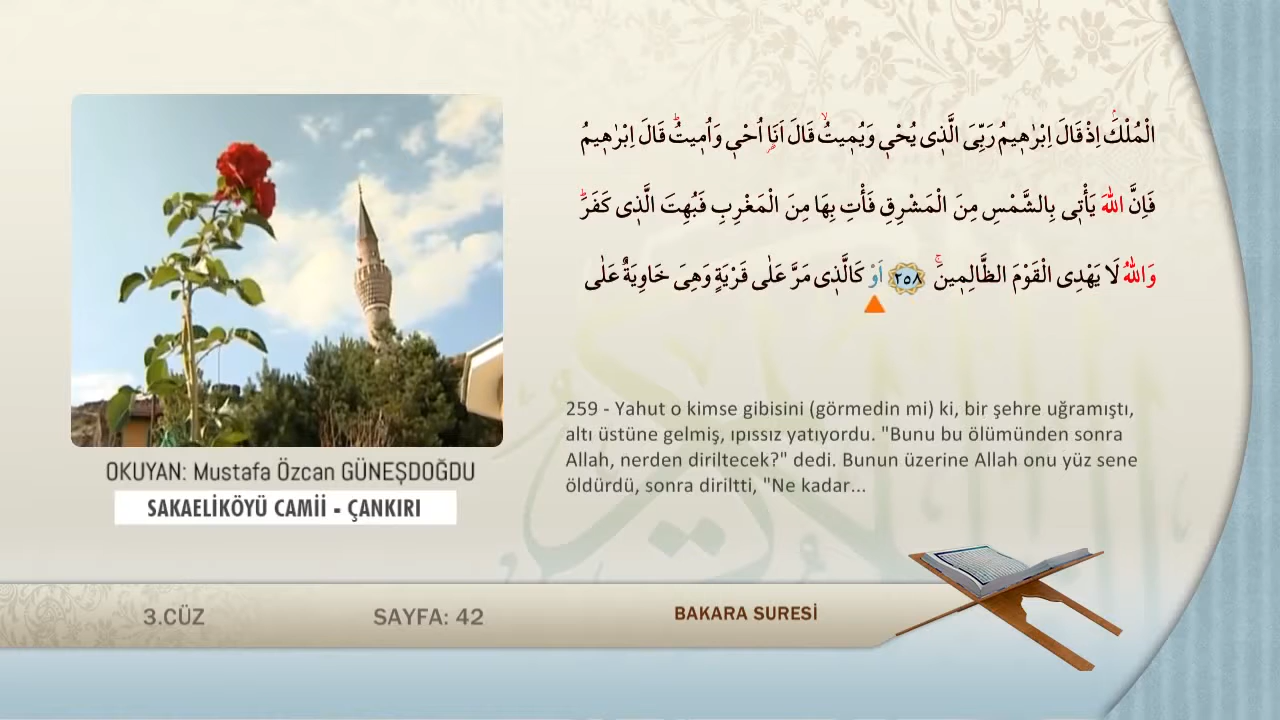 الْمُلْكَۢ اِذْ قَالَ اِبْرٰه۪يمُ رَبِّيَ الَّذ۪ى يُحْي۪ وَيُم۪يتُۙ قَالَ اَنَا۬ اُحْي۪ وَاُم۪يتُۜ قَالَ اِبْرٰه۪يمُ
فَاِنَّ اللّٰهَ يَأْت۪ى بِالشَّمْسِ مِنَ الْمَشْرِقِ فَأْتِ بِهَا مِنَ الْمَغْرِبِ فَبُهِتَ الَّذ۪ى كَفَرَۜ
وَاللّٰهُ لَا يَهْدِى الْقَوْمَ الظَّالِم۪ينَۚ ٢٥٨ اَوْ كَالَّذ۪ى مَرَّ عَلٰى قَرْيَةٍ وَهِىَ خَاوِيَةٌ عَلٰى
259 - Yahut o kimse gibisini (görmedin mi) ki, bir şehre uğramıştı,
altı üstüne gelmiş, ıpıssız yatıyordu. "Bunu bu ölümünden sonra
Allah, nerden diriltecek?" dedi. Bunun üzerine Allah onu yüz sene
öldürdü, sonra diriltti, "Ne kadar...
OKUYAN: Mustafa Özcan GÜNEŞDOĞDU
SAKAELİKÖYÜ CAMİİ - ÇANKIRI
3.CÜZ
SAYFA: 42
BAKARA SURESİ